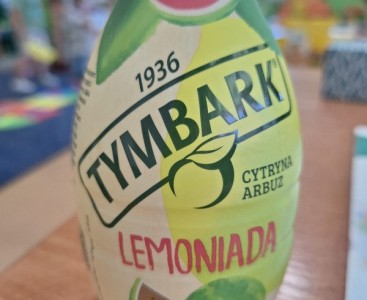 1936
TYMBARK
CYTRYNA
ARBUZ
LEMONIADA